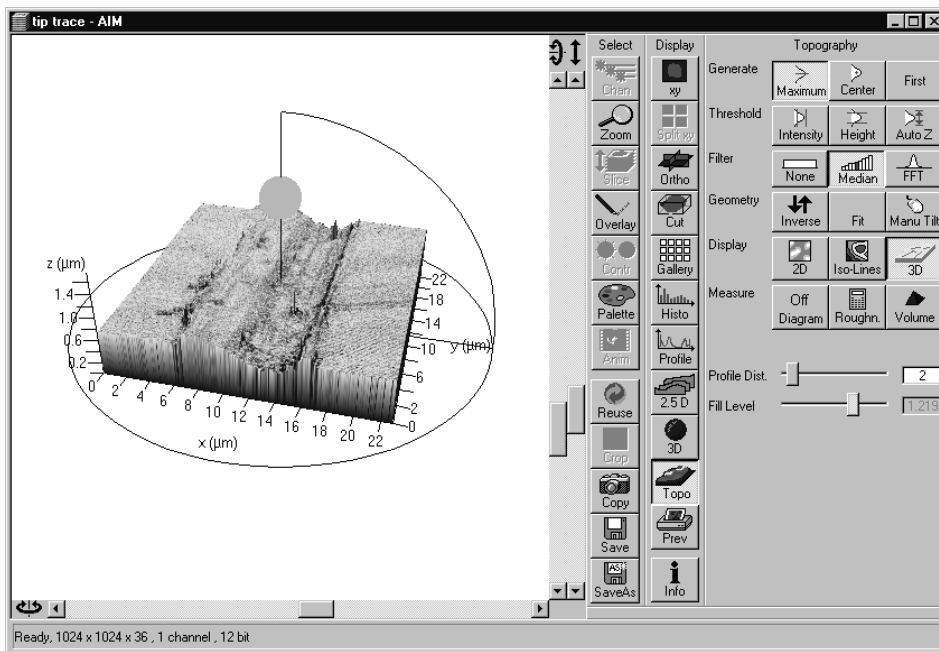 tip trace - AIM
Select
Chan
Zoom
Slice
Overlay
Contr
Palette
Anim
Reuse
Crop
Copy
Save
AS
SaveAs
Display
xy
Split xy
Ortho
Cut
Gallery
Histo
Profile
2.5 D
3D
Topo
Prev
Info
Topography
Generate
Maximum
Center
First
Threshold
Intensity
Height
Auto Z
Filter
None
Median
FFT
Geometry
Inverse
Fit
Manu Tilt
Display
2D
Iso-Lines
3D
Measure
Off
Diagram
Roughn.
Volume
Profile Dist.
2
Fill Level
1.219
z (µm)
1.4
1.0
0.6
0.2
0 2 4 6 8 10 12 14 16 18 20 22
x (µm)
22
18
14
10
6
2
0
y (µm)
Ready, 1024 x 1024 x 36 , 1 channel , 12 bit